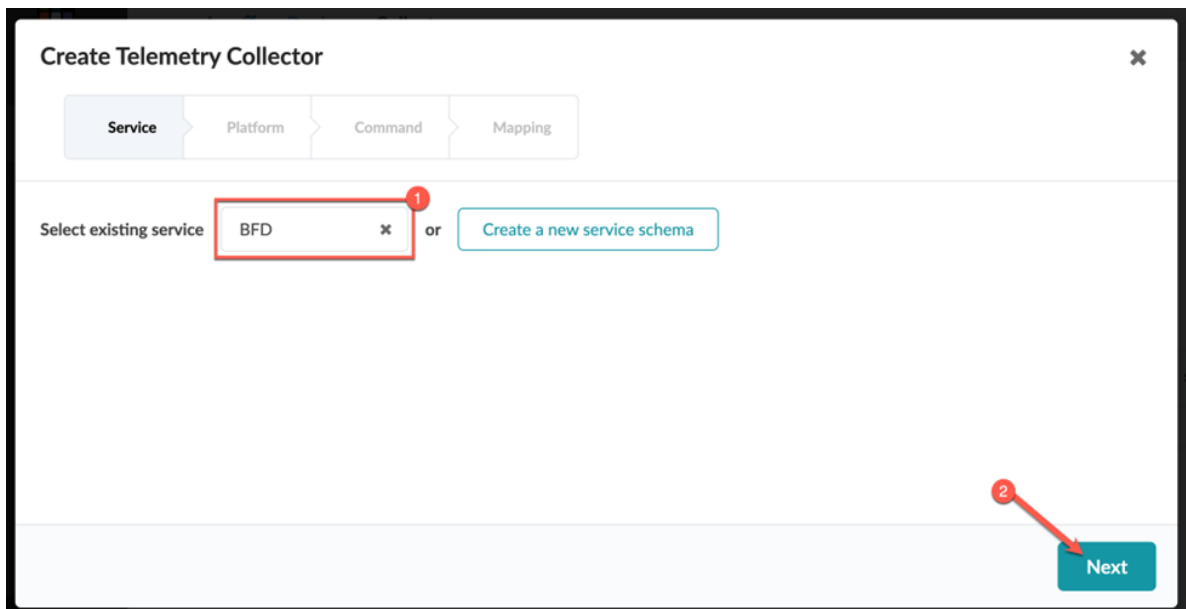 Create Telemetry Collector
Service Platform Command Mapping
1
Select existing service BFD or Create a new service schema
2
Next